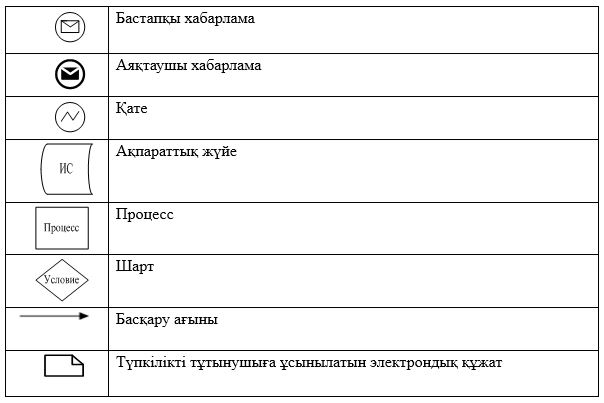 Бастапқы хабарлама
Аяқтаушы хабарлама
Қате
ИС
Ақпараттық жүйе
Процесс
Процесс
Условие
Шарт
Басқару ағыны
Түпкілікті тұтынушыға ұсынылатын электрондық құжат